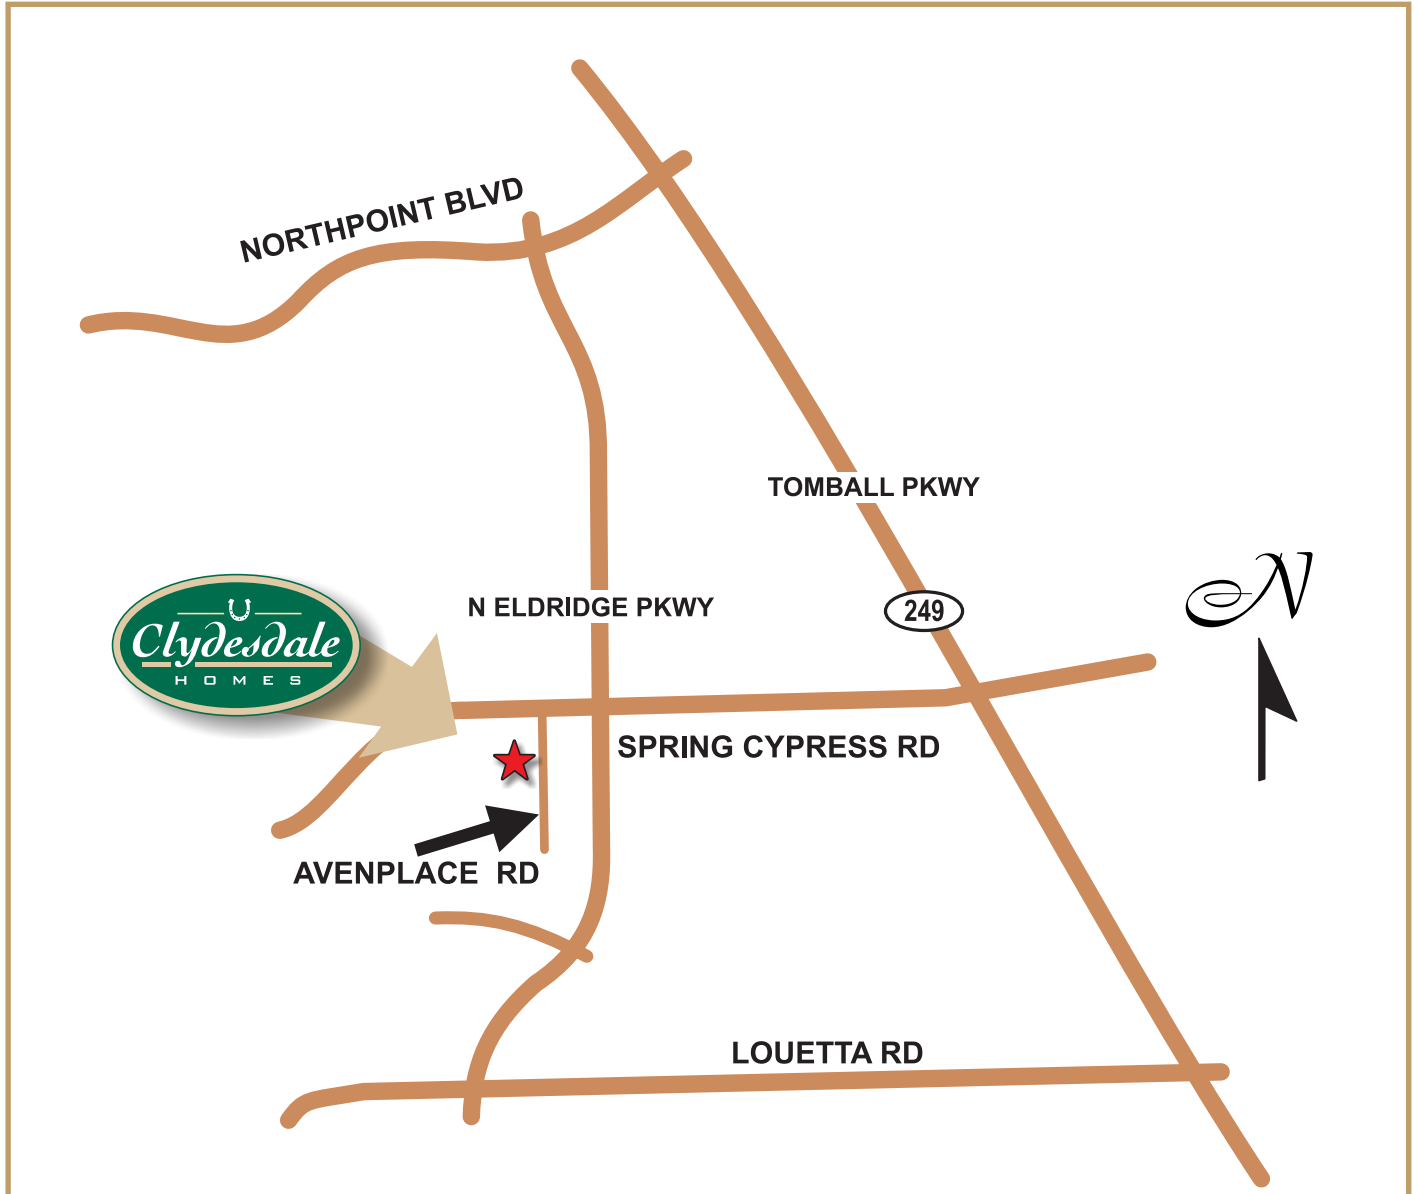 NORTHPOINT BLVD
TOMBALL PKWY
N
N ELDRIDGE PKWY
249
Clydesdale
HOMES
SPRING CYPRESS RD
AVENPLACE RD
LOUETTA RD